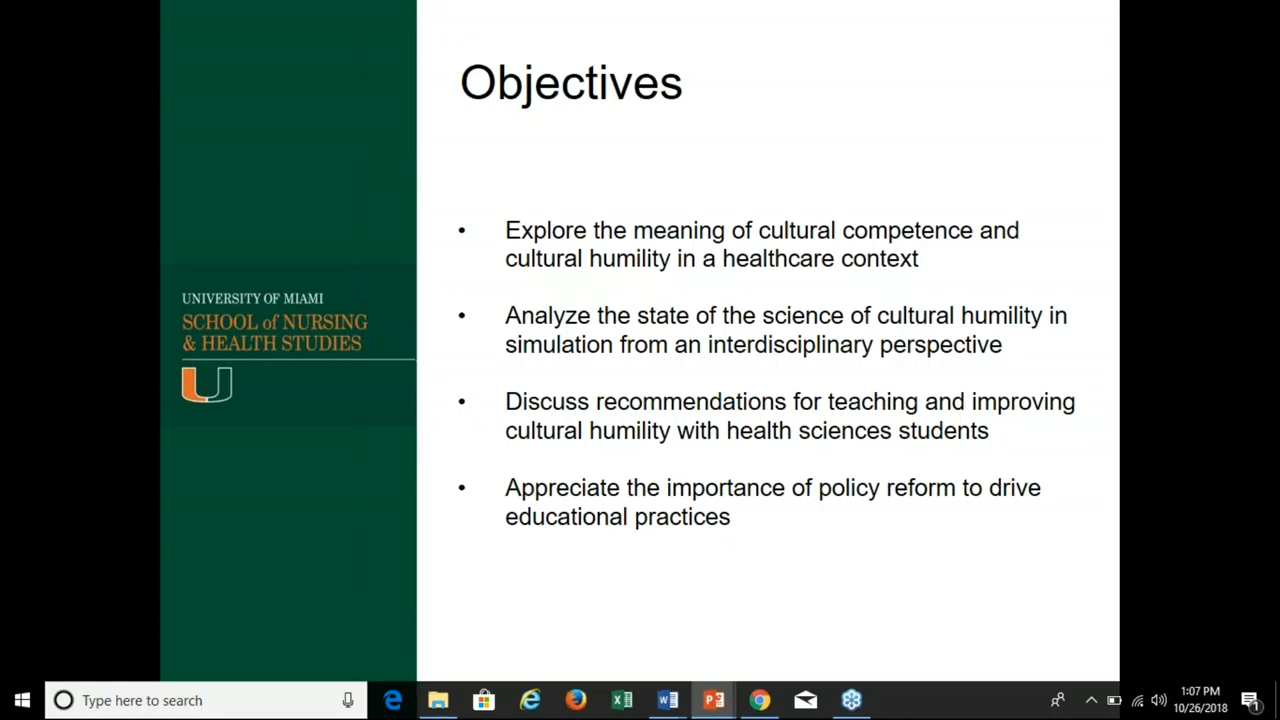 Objectives
• Explore the meaning of cultural competence and
cultural humility in a healthcare context
• Analyze the state of the science of cultural humility in
simulation from an interdisciplinary perspective
• Discuss recommendations for teaching and improving
cultural humility with health sciences students
• Appreciate the importance of policy reform to drive
educational practices
UNIVERSITY OF MIAMI
SCHOOL of NURSING
& HEALTH STUDIES
Type here to search
1:07 PM
10/26/2018
1